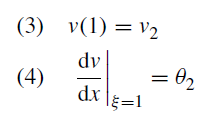 (3) v(1) = v₂
(4) dv/dx|ξ=1 = θ₂